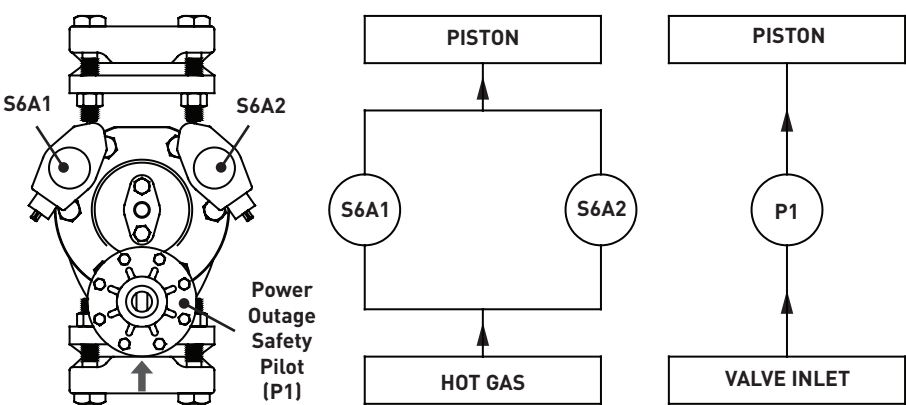 S6A1
S6A2
Power
Outage
Safety
Pilot
(P1)
PISTON
S6A1
S6A2
HOT GAS
PISTON
P1
VALVE INLET